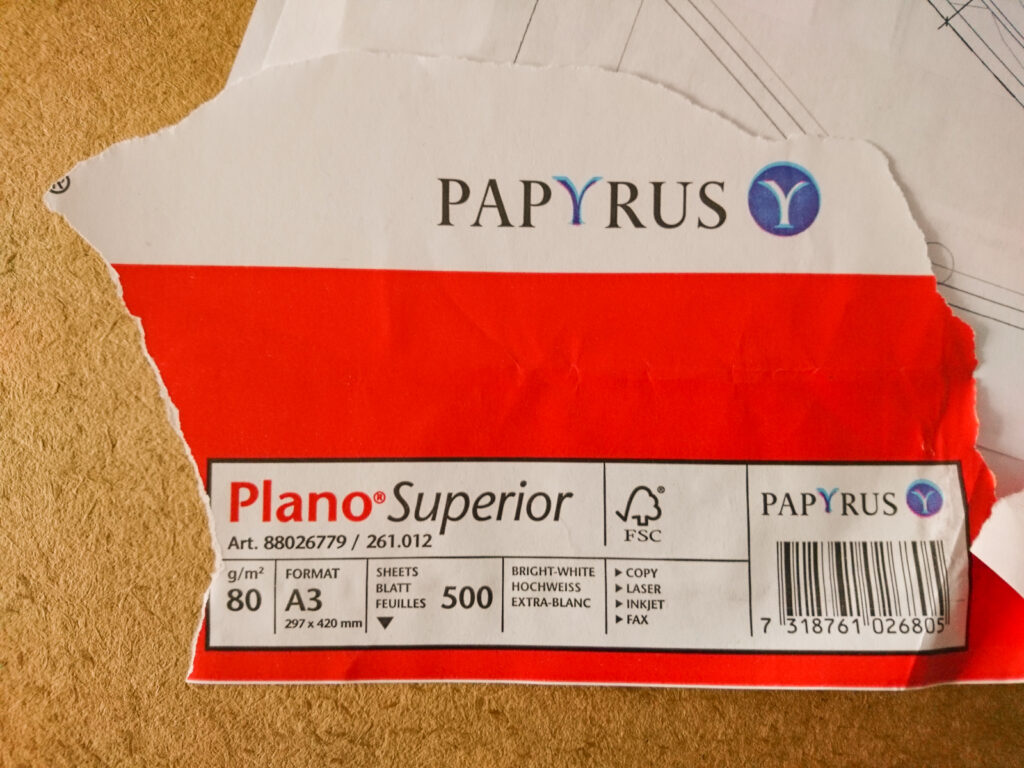 ®
PAPYRUS Y
Plano® Superior
Art. 88026779 / 261.012
g/m²
80
FORMAT
A3
297 x 420 mm
SHEETS
BLATT
FEUILLES
500
BRIGHT-WHITE
HOCHWEISS
EXTRA-BLANC
®
FSC
COPY
LASER
INKJET
FAX
PAPYRUS Y
7 318761 026805